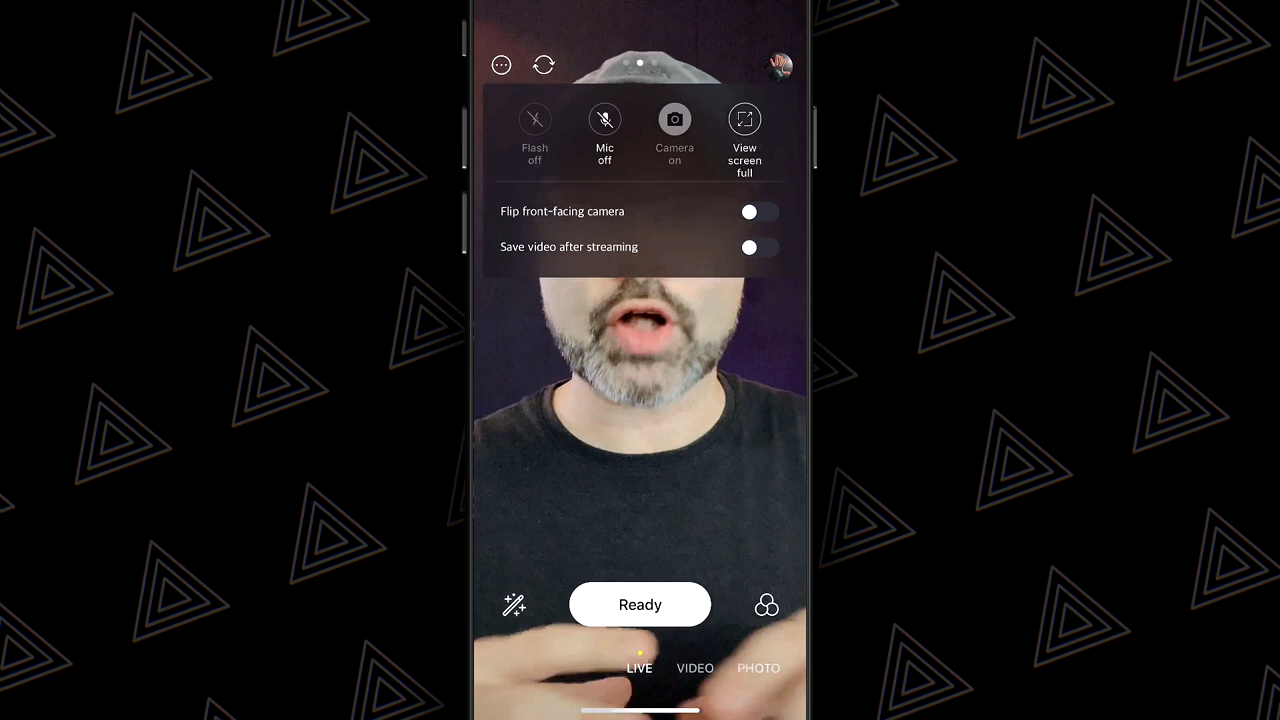 Flash
off
Mic
off
Camera
on
View
screen
full
Flip front-facing camera
Save video after streaming
Ready
LIVE VIDEO PHOTO